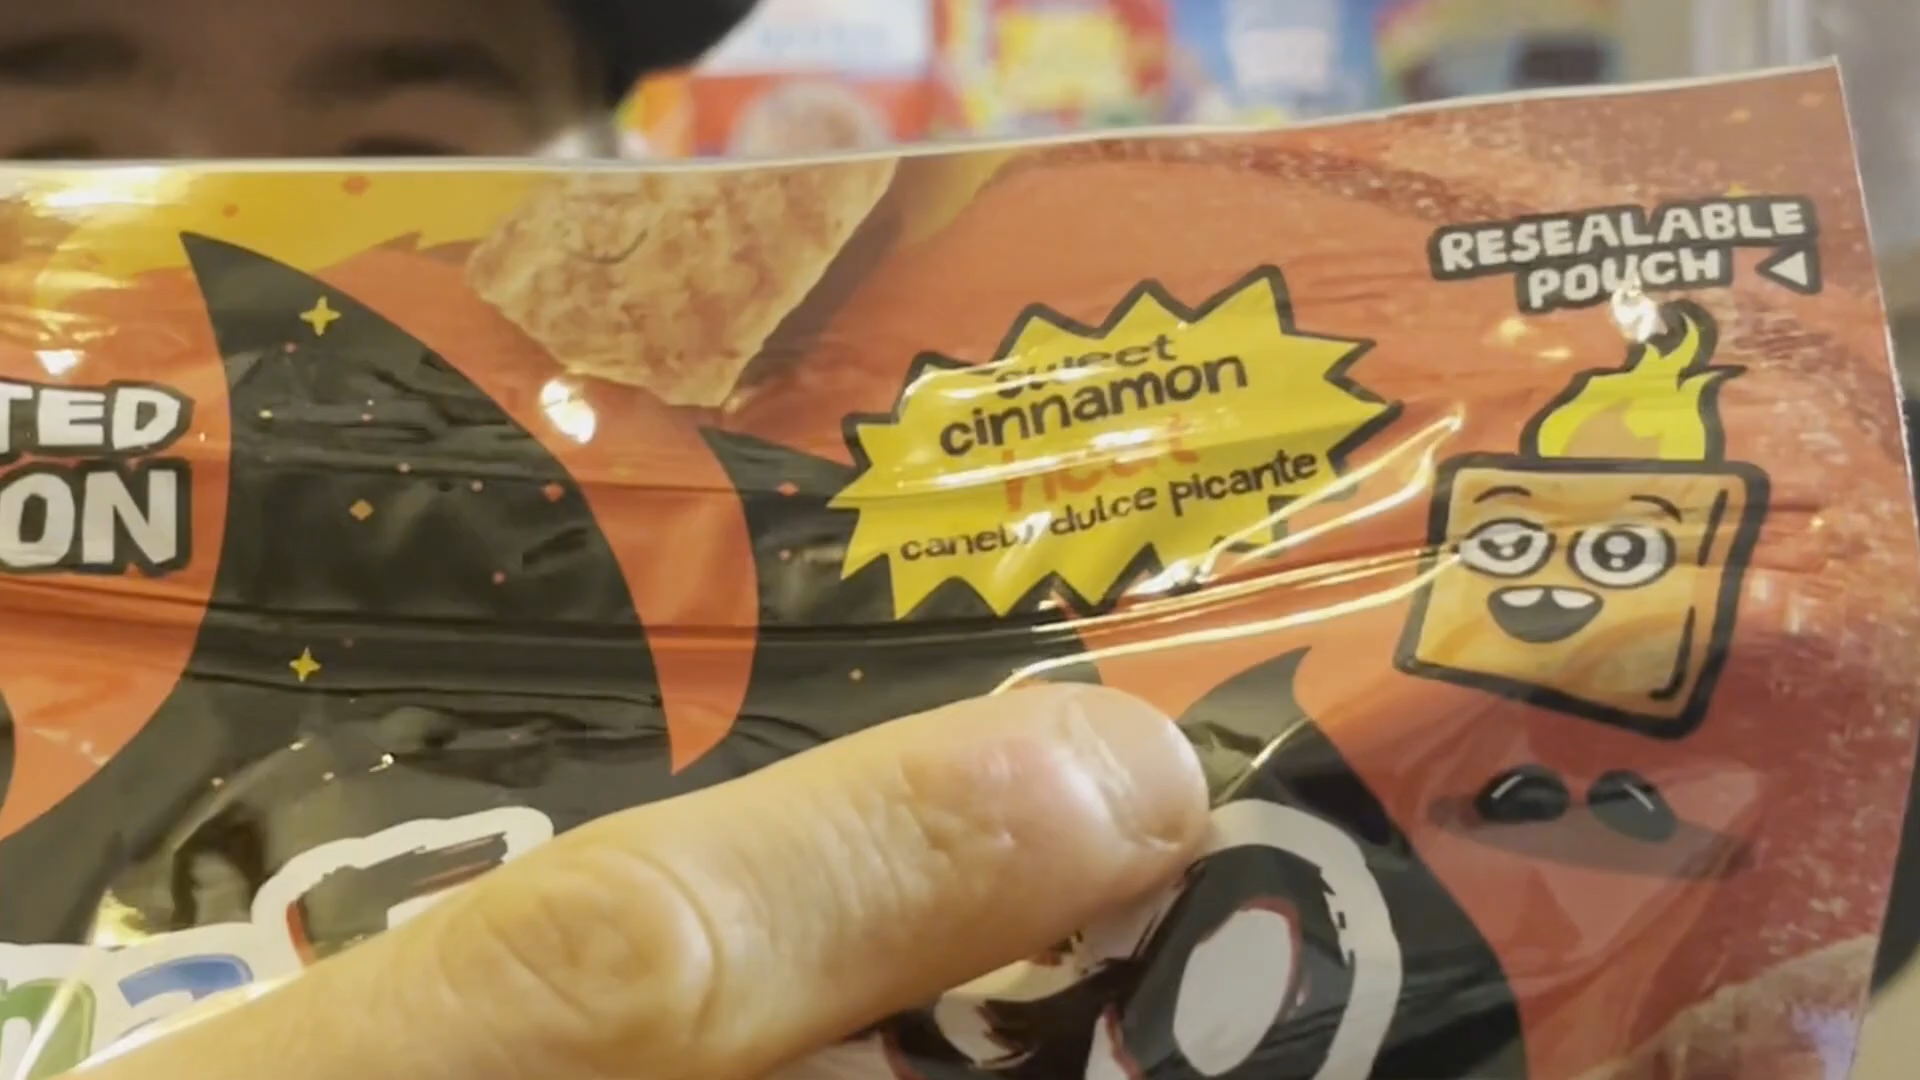 RESEALABLE
POUCH
sweet
cinnamon
heat
canela dulce picante
TED
ON